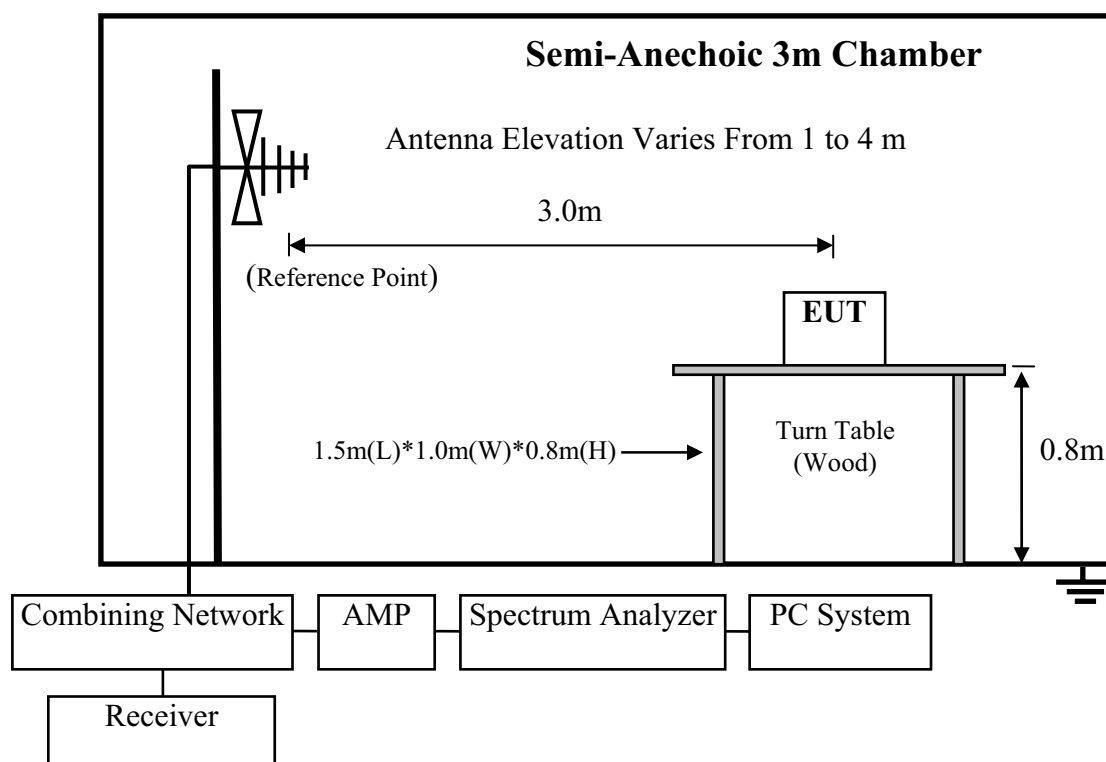 Semi-Anechoic 3m Chamber
Antenna Elevation Varies From 1 to 4 m
3.0m
(Reference Point)
EUT
1.5m(L)*1.0m(W)*0.8m(H)
Turn Table
(Wood)
0.8m
Combining Network
AMP
Spectrum Analyzer
PC System
Receiver